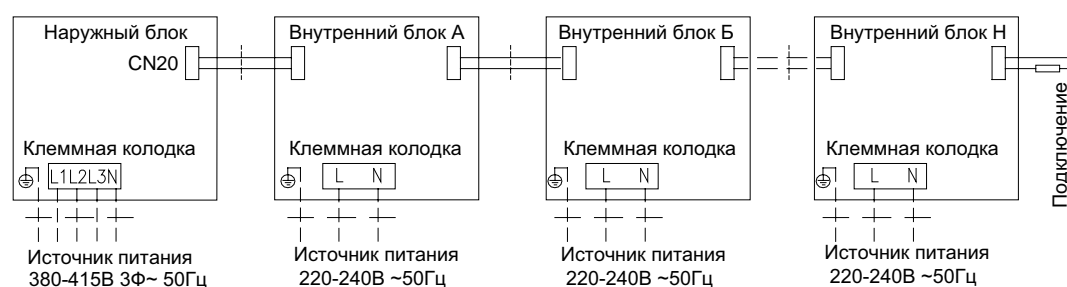 Наружный блок
CN20
Клеммная колодка
L1L2L3N
Источник питания
380-415В 3Ф~ 50Гц
Внутренний блок А
Клеммная колодка
L N
Источник питания
220-240В ~50Гц
Внутренний блок Б
Клеммная колодка
L N
Источник питания
220-240В ~50Гц
Внутренний блок Н
Клеммная колодка
L N
Источник питания
220-240В ~50Гц
Подключение